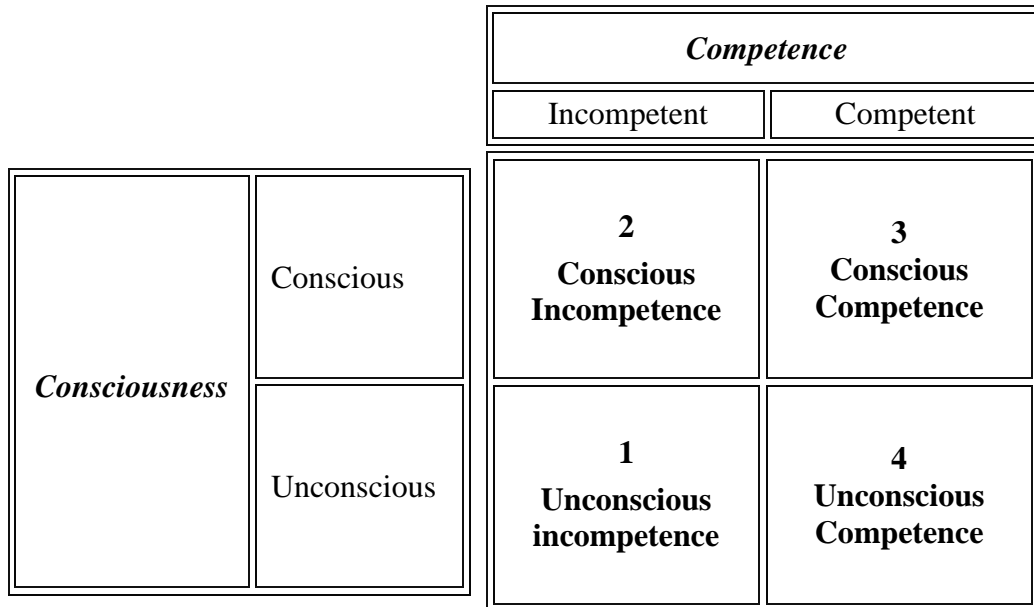 Competence
Incompetent
Competent
Consciousness
Conscious
2
Conscious
Incompetence
3
Conscious
Competence
Unconscious
1
Unconscious
incompetence
4
Unconscious
Competence